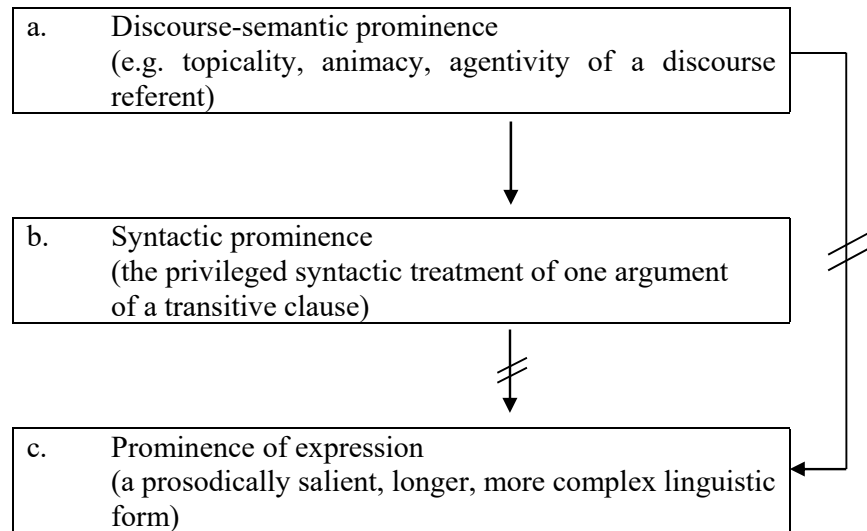 a. Discourse-semantic prominence
(e.g. topicality, animacy, agentivity of a discourse
referent)
b. Syntactic prominence
(the privileged syntactic treatment of one argument
of a transitive clause)
c. Prominence of expression
(a prosodically salient, longer, more complex linguistic
form)